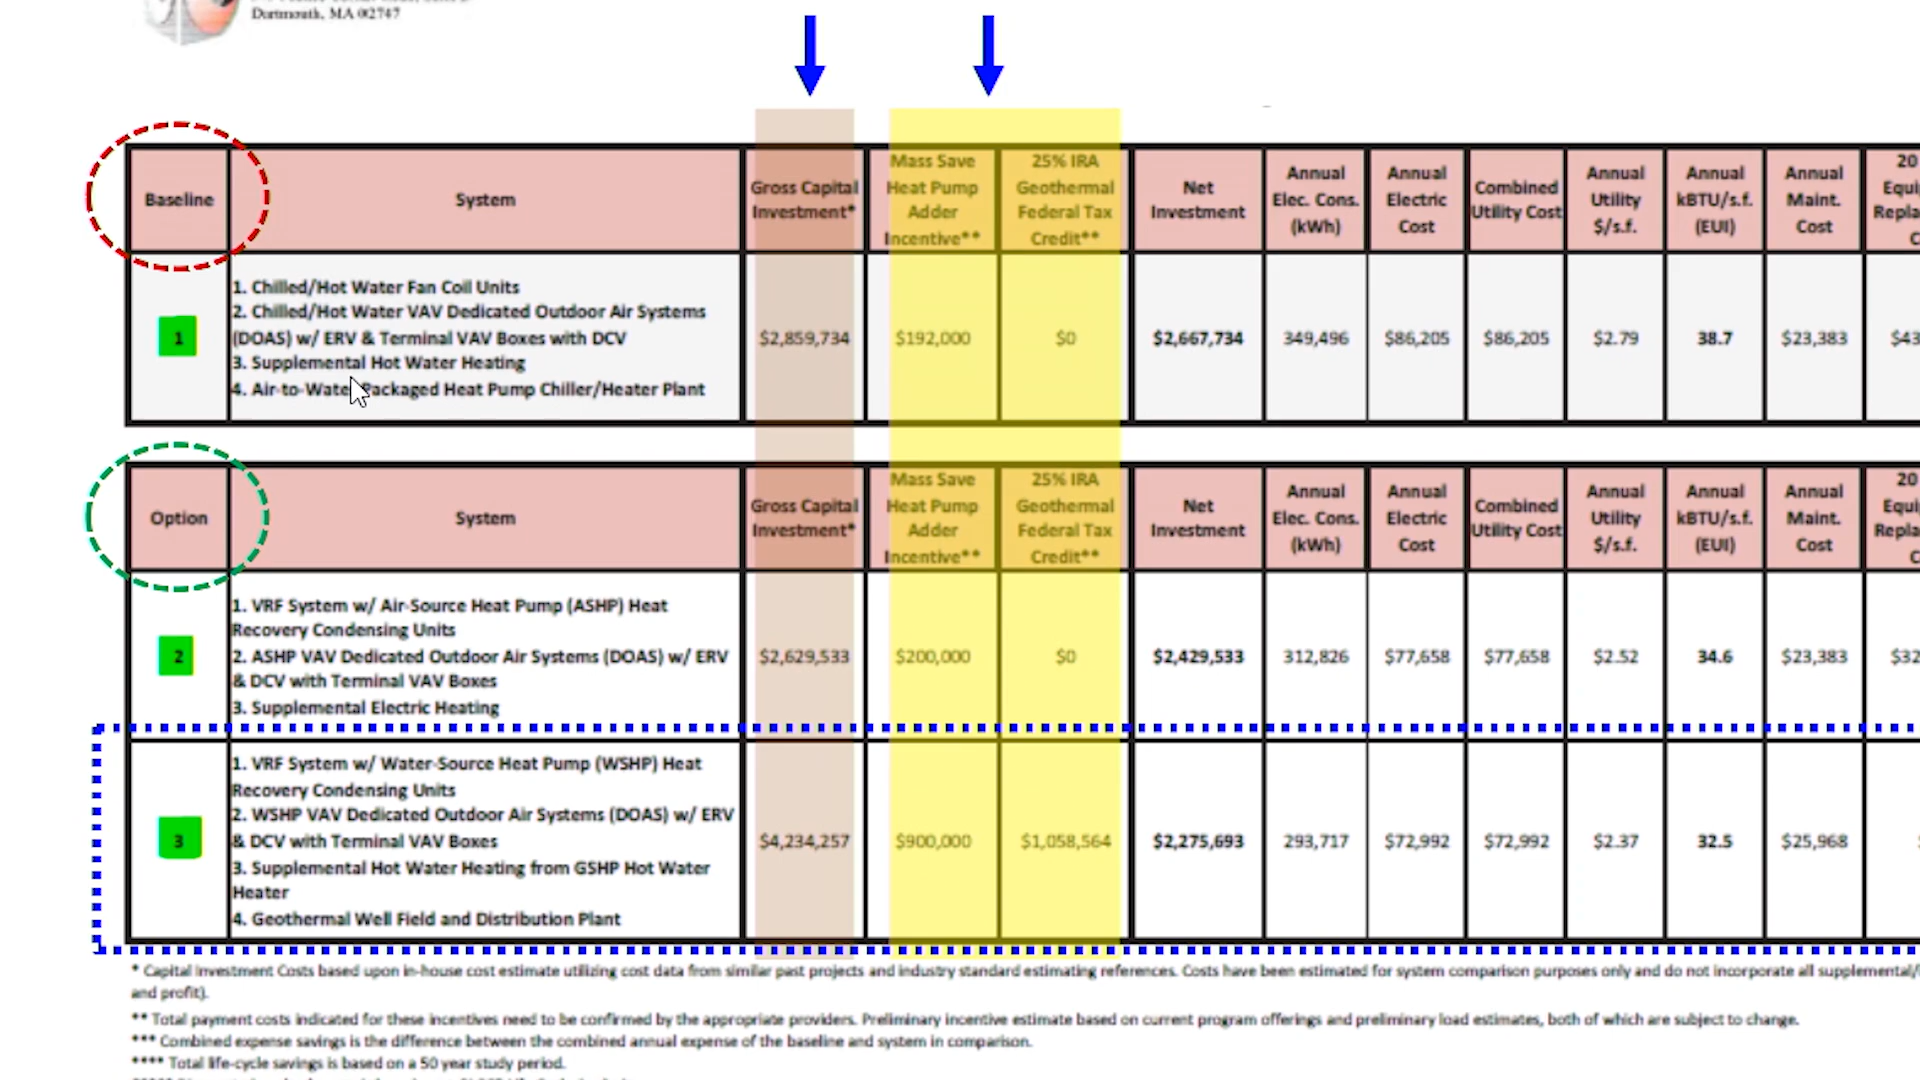 Dartmouth, MA 02747
Baseline
System
Gross Capital
Investment*
Mass Save
Heat Pump
Adder
Incentive**
25% IRA
Geothermal
Federal Tax
Credit**
Net
Investment
Annual
Elec. Cons.
(kWh)
Annual
Electric
Cost
Combined
Utility Cost
Annual
Utility
$/s.f.
Annual
kBTU/s.f.
(EUI)
Annual
Maint.
Cost
20
1
1. Chilled/Hot Water Fan Coil Units
2. Chilled/Hot Water VAV Dedicated Outdoor Air Systems
(DOAS) w/ ERV & Terminal VAV Boxes with DCV
3. Supplemental Hot Water Heating
4. Air-to-Water Packaged Heat Pump Chiller/Heater Plant
$2,859,734
$192,000
$0
$2,667,734
349,496
$86,205
$86,205
$2.79
38.7
$23,383
$43
Option
System
Gross Capital
Investment*
Mass Save
Heat Pump
Adder
Incentive**
25% IRA
Geothermal
Federal Tax
Credit**
Net
Investment
Annual
Elec. Cons.
(kWh)
Annual
Electric
Cost
Combined
Utility Cost
Annual
Utility
$/s.f.
Annual
kBTU/s.f.
(EUI)
Annual
Maint.
Cost
20
2
1. VRF System w/ Air-Source Heat Pump (ASHP) Heat
Recovery Condensing Units
2. ASHP VAV Dedicated Outdoor Air Systems (DOAS) w/ ERV
& DCV with Terminal VAV Boxes
3. Supplemental Electric Heating
$2,629,533
$200,000
$0
$2,429,533
312,826
$77,658
$77,658
$2.52
34.6
$23,383
$32
3
1. VRF System w/ Water-Source Heat Pump (WSHP) Heat
Recovery Condensing Units
2. WSHP VAV Dedicated Outdoor Air Systems (DOAS) w/ ERV
& DCV with Terminal VAV Boxes
3. Supplemental Hot Water Heating from GSHP Hot Water
Heater
4. Geothermal Well Field and Distribution Plant
$4,234,257
$900,000
$1,058,564
$2,275,693
293,717
$72,992
$72,992
$2.37
32.5
$25,968
* Capital Investment Costs based upon in-house cost estimate utilizing cost data from similar past projects and industry standard estimating references. Costs have been estimated for system comparison purposes only and do not incorporate all supplemental/
and profit).
** Total payment costs indicated for these incentives need to be confirmed by the appropriate providers. Preliminary incentive estimate based on current program offerings and preliminary load estimates, both of which are subject to change.
*** Combined expense savings is the difference between the combined annual expense of the baseline and system in comparison.
**** Total life-cycle savings is based on a 50 year study period.